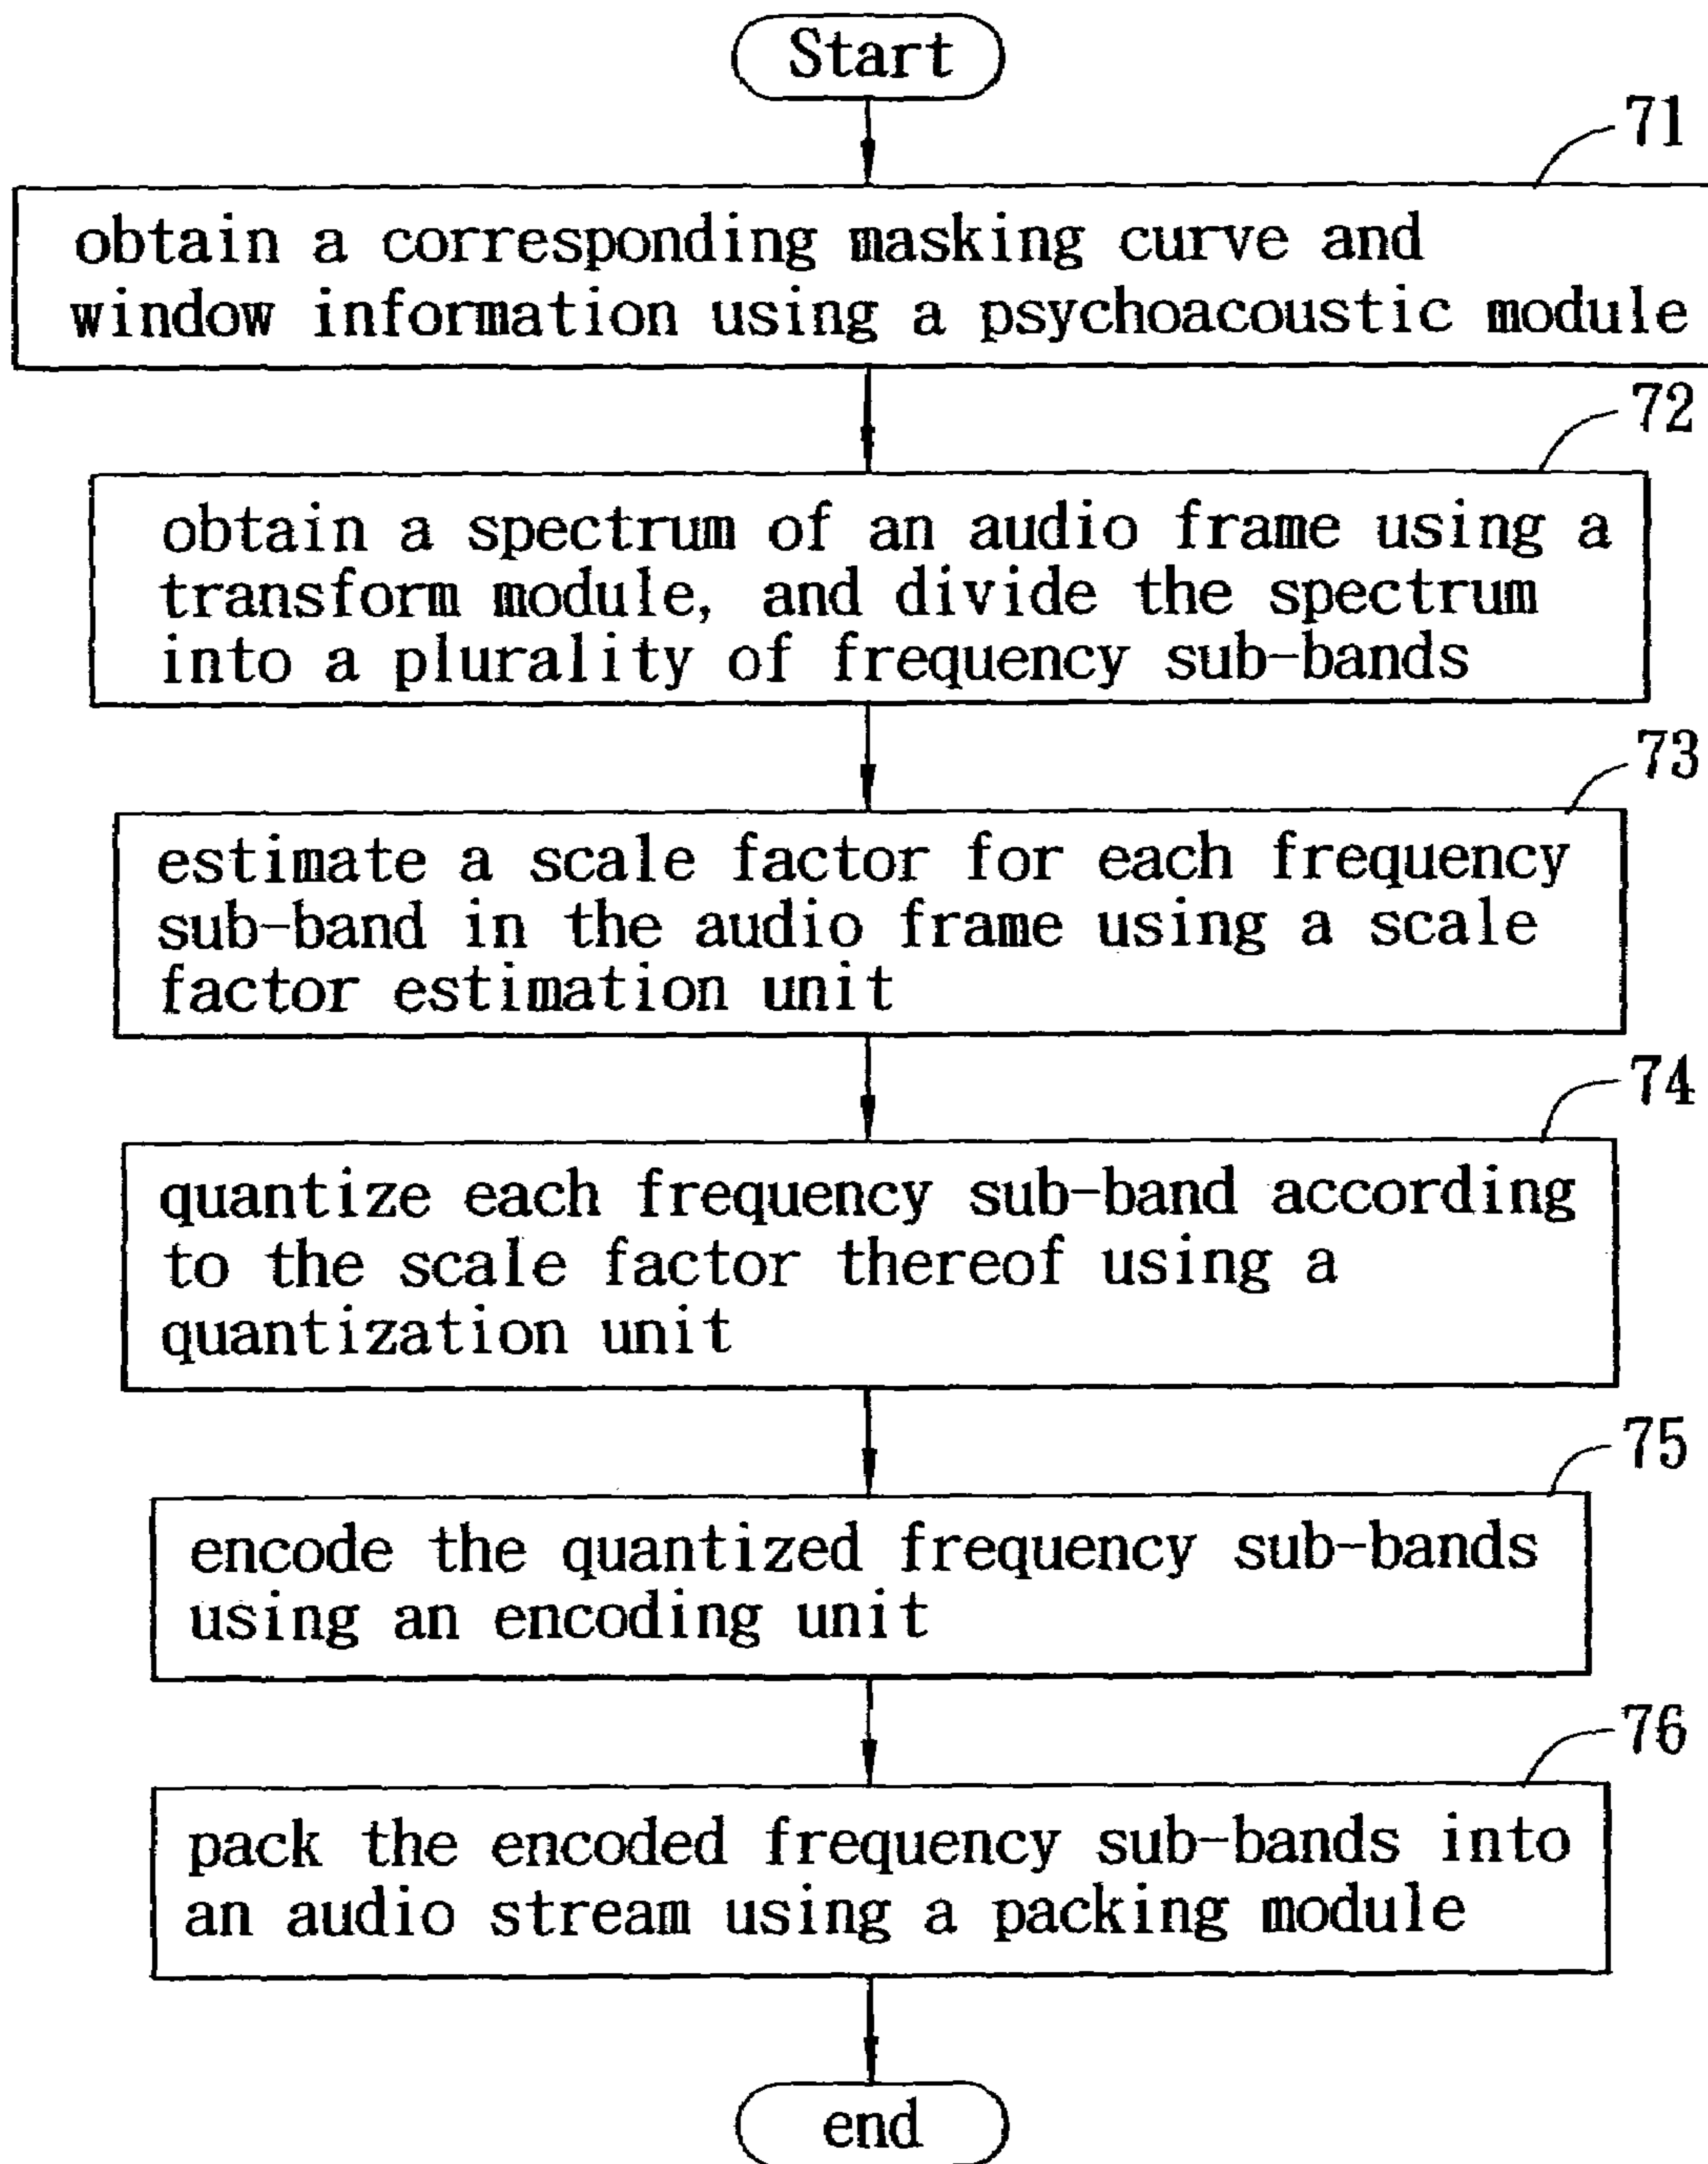 Start
71
obtain a corresponding masking curve and
window information using a psychoacoustic module
72
obtain a spectrum of an audio frame using a
transform module, and divide the spectrum
into a plurality of frequency sub-bands
73
estimate a scale factor for each frequency
sub-band in the audio frame using a scale
factor estimation unit
74
quantize each frequency sub-band according
to the scale factor thereof using a
quantization unit
75
encode the quantized frequency sub-bands
using an encoding unit
76
pack the encoded frequency sub-bands into
an audio stream using a packing module
end